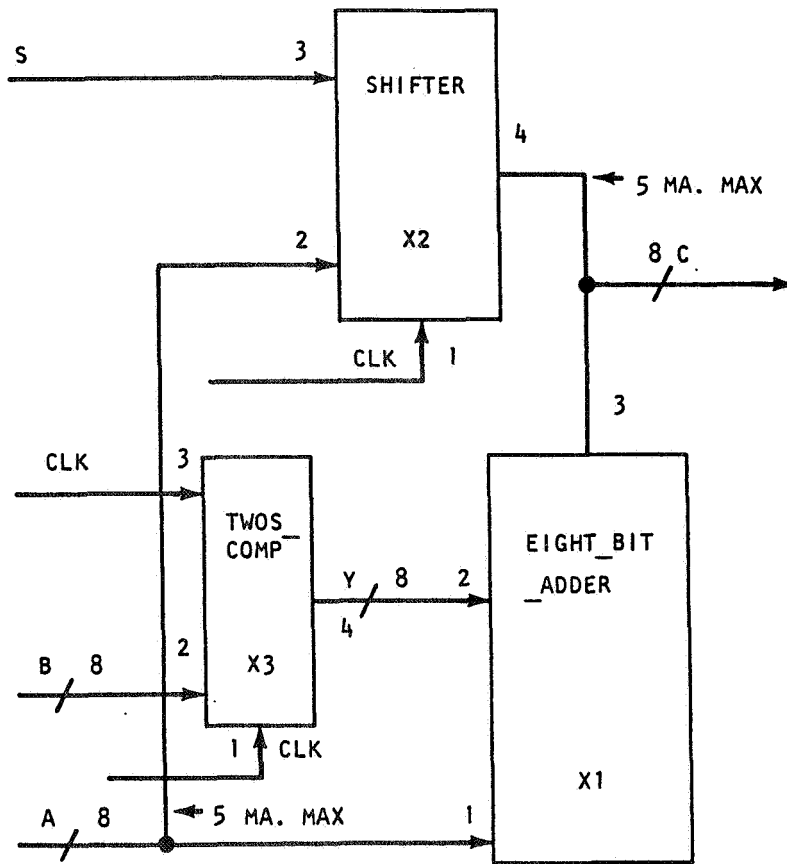 S
3
SHIFTER
4
5 MA. MAX
2
X2
8 C
CLK
1
3
CLK
3
TWOS_
COMP
EIGHT_BIT
_ADDER
Y
8
2
4
2
B
8
X3
1
CLK
X1
A
8
5 MA. MAX
1